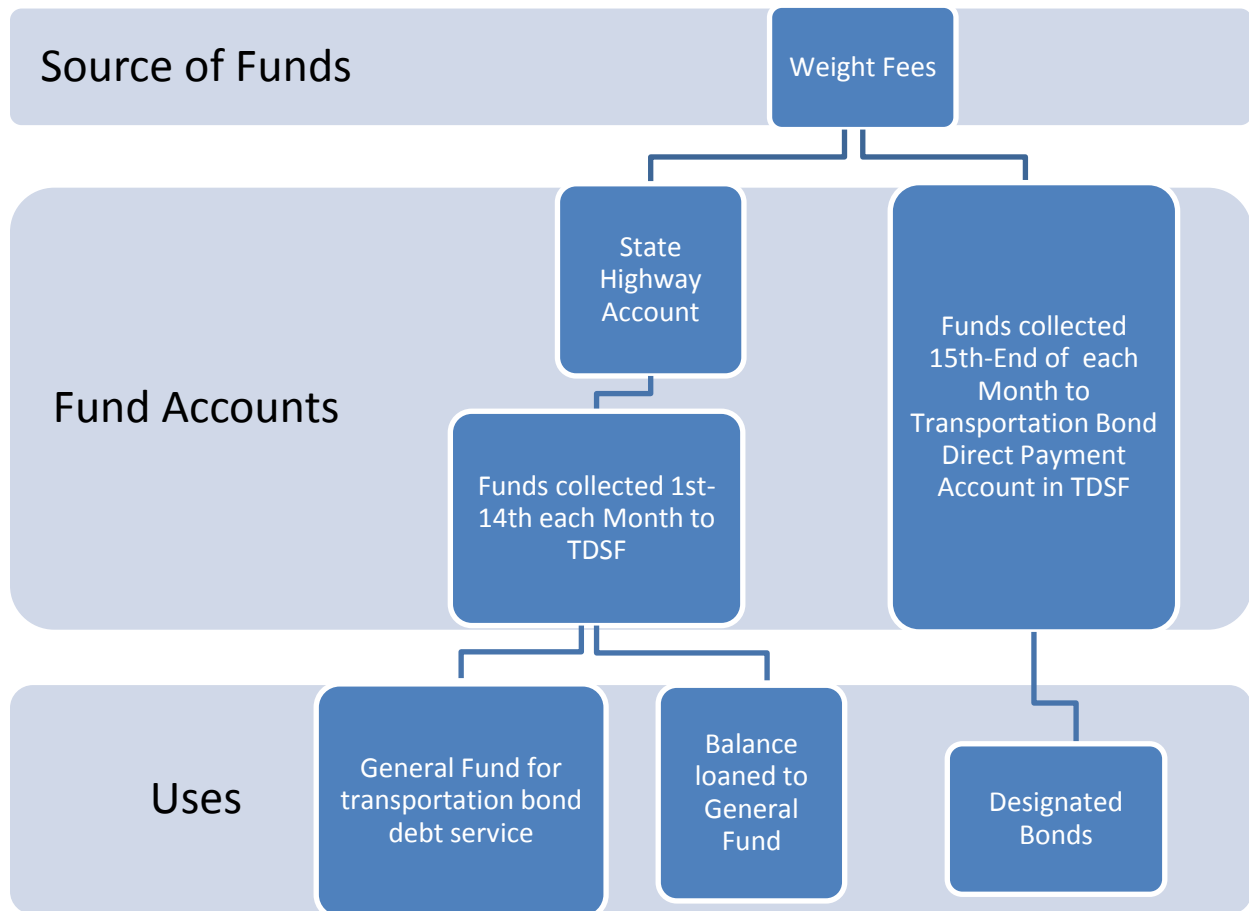 Source of Funds
Weight Fees
Fund Accounts
State
Highway
Account
Funds collected 1st-
14th each Month to
TDSF
Funds collected
15th-End of each
Month to
Transportation Bond
Direct Payment
Account in TDSF
Uses
General Fund for
transportation bond
debt service
Balance
loaned to
General
Fund
Designated
Bonds